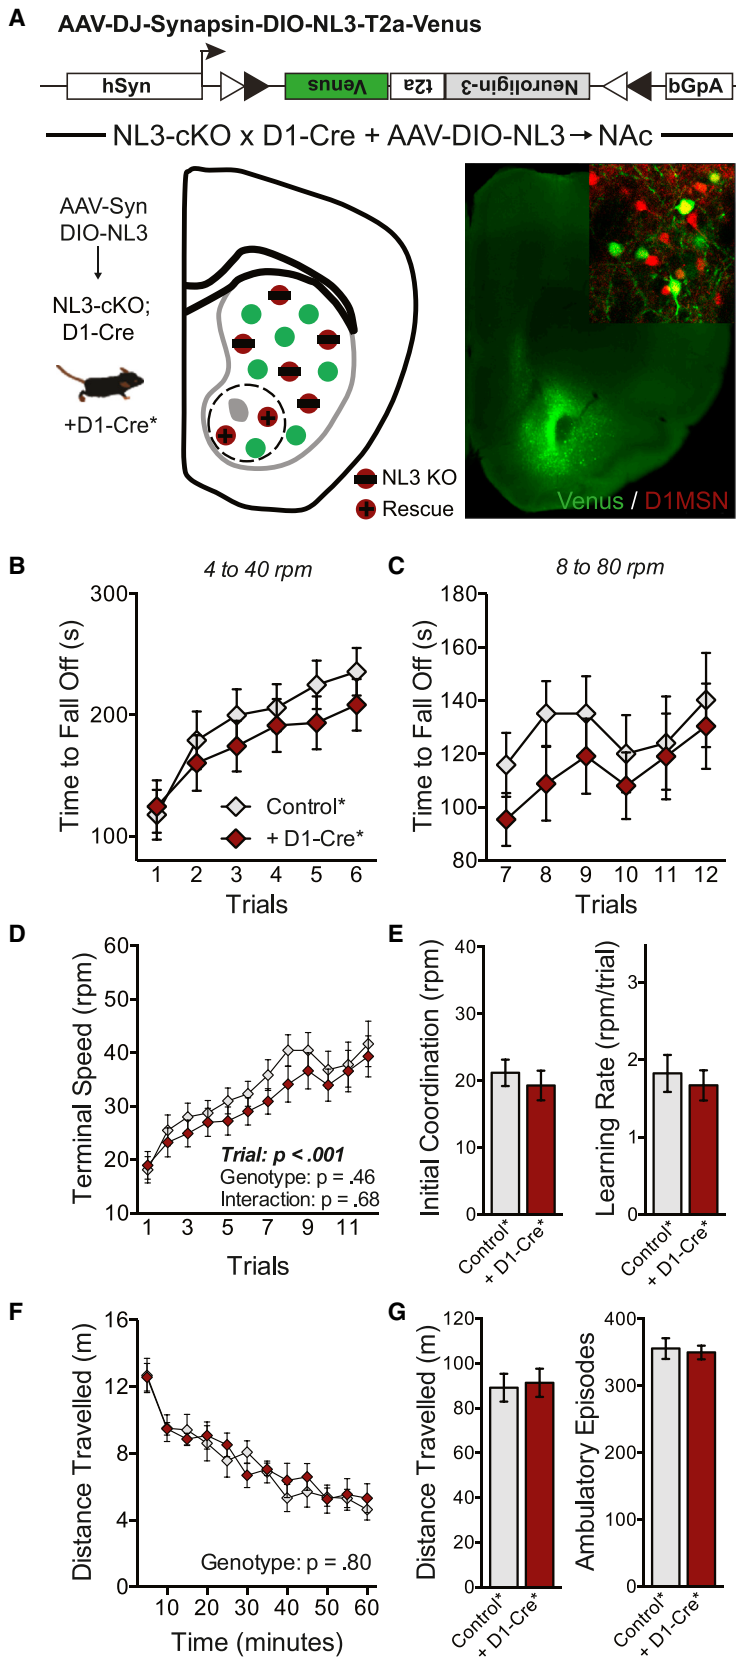 A
AAV-DJ-Synapsin-DIO-NL3-T2a-Venus
hSyn
Venus
t2a
Neuroligin-3
bGpA
NL3-cKO x D1-Cre + AAV-DIO-NL3→NAc
AAV-Syn
DIO-NL3
NL3-cKO;
D1-Cre
+D1-Cre*
NL3 KO
Rescue
Venus / D1MSN
B
4 to 40 rpm
Time to Fall Off (s)
300
200
100
Control*
+ D1-Cre*
1 2 3 4 5 6
Trials
C
8 to 80 rpm
Time to Fall Off (s)
180
160
140
120
100
80
7 8 9 10 11 12
Trials
D
Terminal Speed (rpm)
60
50
40
30
20
10
Trial: p < .001
Genotype: p = .46
Interaction: p = .68
1 3 5 7 9 11
Trials
E
Initial Coordination (rpm)
40
30
20
10
0
Control*
+ D1-Cre*
Learning Rate (rpm/trial)
3
2
1
0
Control*
+ D1-Cre*
F
Distance Travelled (m)
16
12
8
4
0
Genotype: p = .80
10 20 30 40 50 60
Time (minutes)
G
Distance Travelled (m)
120
100
80
60
40
20
0
Control*
+ D1-Cre*
Ambulatory Episodes
400
300
200
100
0
Control*
+ D1-Cre*